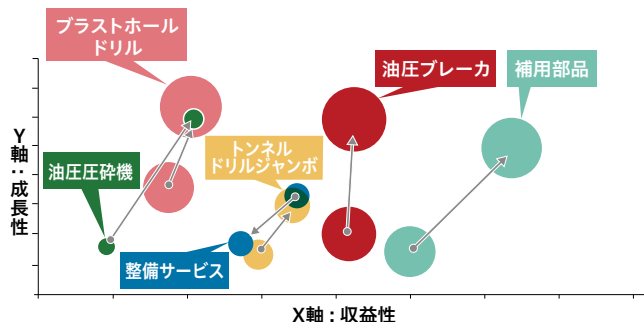 ブラストホール
ドリル
油圧ブレーカ
補用部品
トンネル
ドリルジャンボ
油圧圧砕機
整備サービス
Y軸：成長性
X軸：収益性